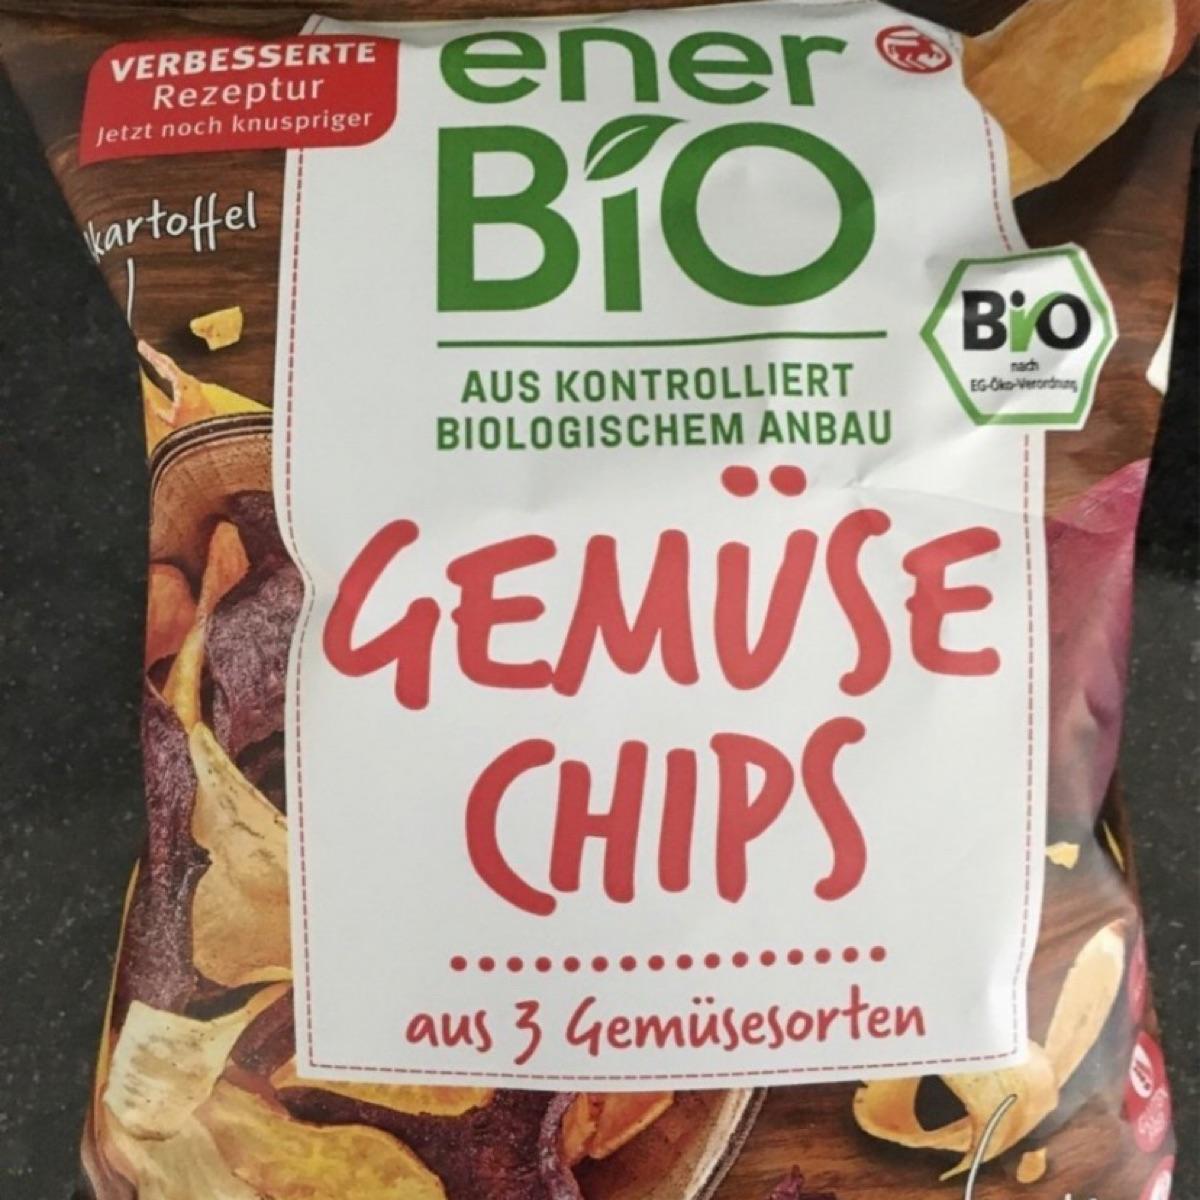 VERBESSERTE
Rezeptur
Jetzt noch knuspriger
ener
BiO
AUS KONTROLLIERT
BIOLOGISCHEM ANBAU
kartoffel
BiO
nach
EG-Öko-Verordnung
GEMÜSE
CHIPS
aus 3 Gemüsesorten